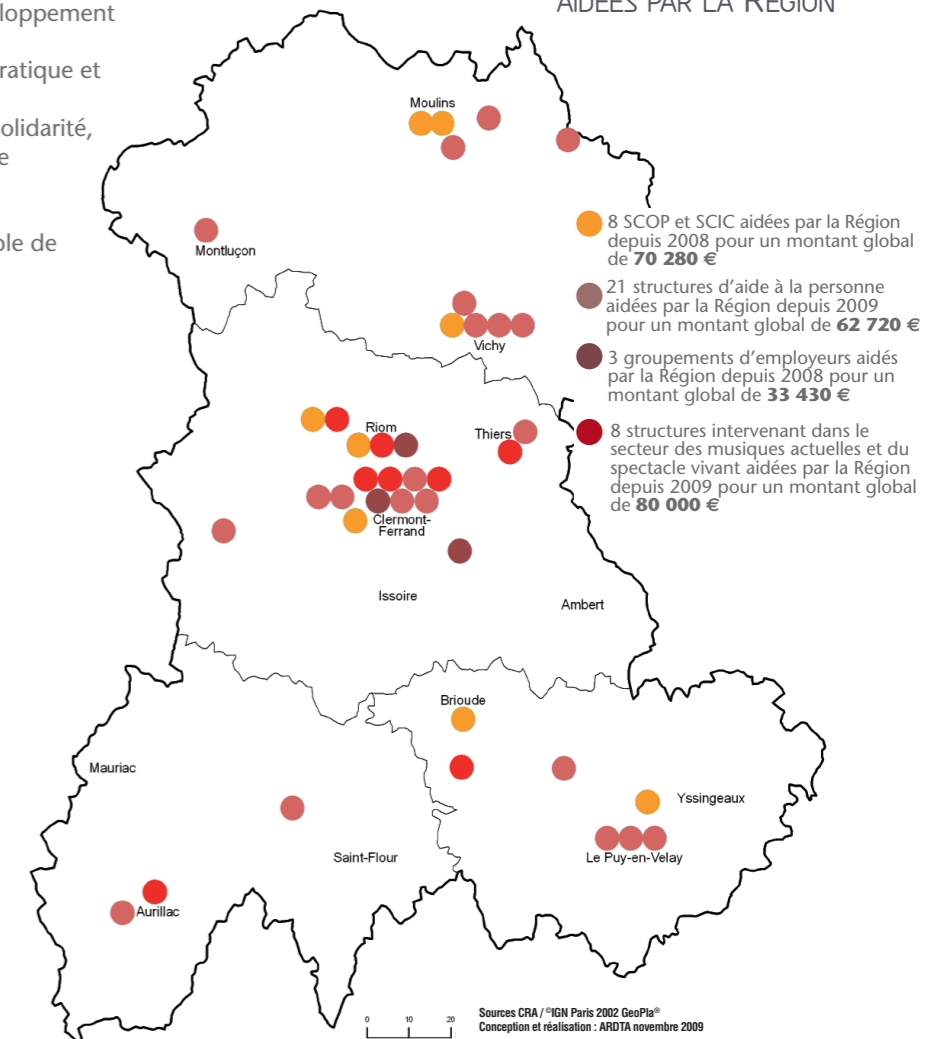 loppement
ratique et
olidarité,
e
ble de
AIDÉES PAR LA RÉGION
Moulins
Montluçon
Vichy
8 SCOP et SCIC aidées par la Région
depuis 2008 pour un montant global
de 70 280 €
21 structures d'aide à la personne
aidées par la Région depuis 2009
pour un montant global de 62 720 €
3 groupements d'employeurs aidés
par la Région depuis 2008 pour un
montant global de 33 430 €
8 structures intervenant dans le
secteur des musiques actuelles et du
spectacle vivant aidées par la Région
depuis 2009 pour un montant global
de 80 000 €
Riom
Thiers
Clermont-
Ferrand
Issoire
Ambert
Brioude
Mauriac
Yssingeaux
Saint-Flour
Le Puy-en-Velay
Aurillac
0 10 20
Sources CRA / ©IGN Paris 2002 GeoPla®
Conception et réalisation : ARDTA novembre 2009